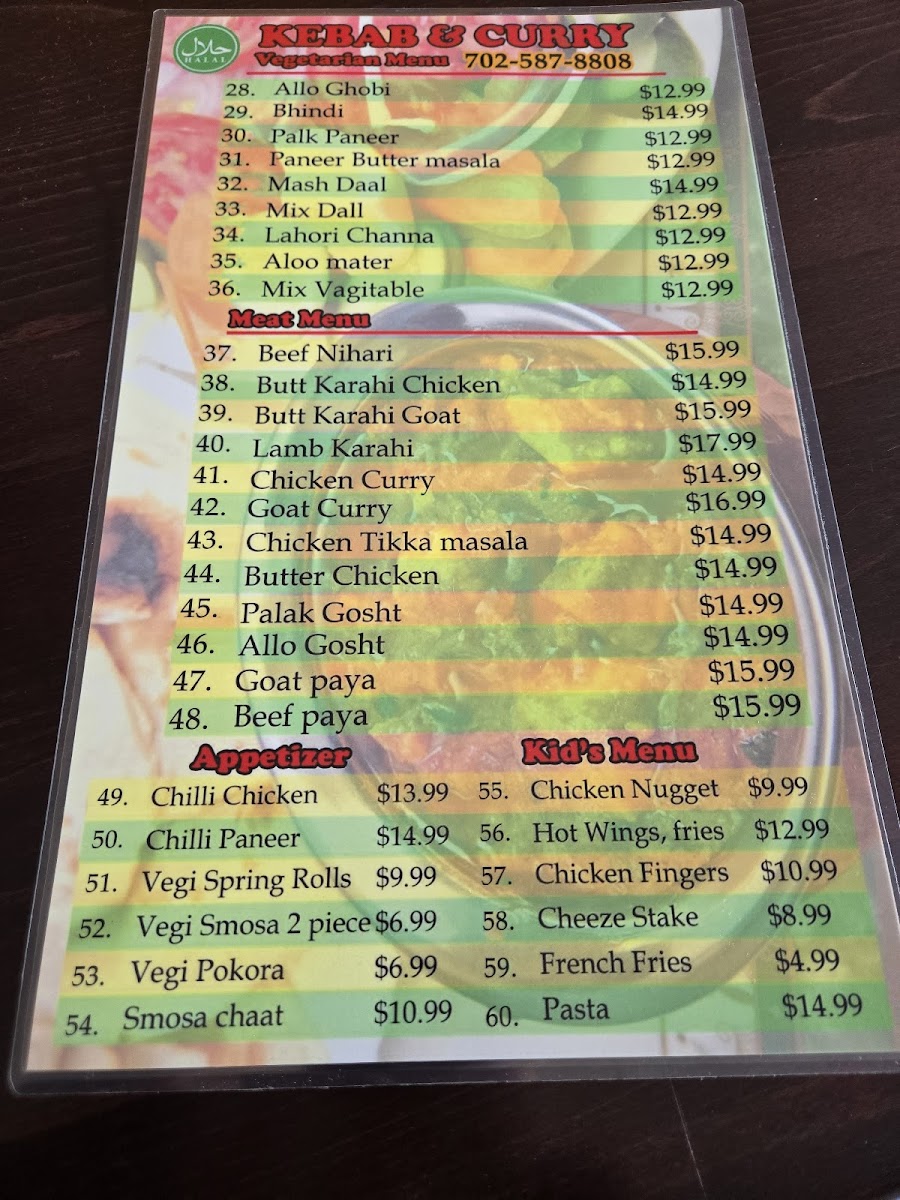 حلال
HALAL
KEBAB & CURRY
Vegetarian Menu 702-587-8808
28. Allo Ghobi $12.99
29. Bhindi $14.99
30. Palk Paneer $12.99
31. Paneer Butter masala $12.99
32. Mash Daal $14.99
33. Mix Dall $12.99
34. Lahori Channa $12.99
35. Aloo mater $12.99
36. Mix Vagitable $12.99
Meat Menu
37. Beef Nihari $15.99
38. Butt Karahi Chicken $14.99
39. Butt Karahi Goat $15.99
40. Lamb Karahi $17.99
41. Chicken Curry $14.99
42. Goat Curry $16.99
43. Chicken Tikka masala $14.99
44. Butter Chicken $14.99
45. Palak Gosht $14.99
46. Allo Gosht $14.99
47. Goat paya $15.99
48. Beef paya $15.99
Appetizer
49. Chilli Chicken $13.99
50. Chilli Paneer $14.99
51. Vegi Spring Rolls $9.99
52. Vegi Smosa 2 piece $6.99
53. Vegi Pokora $6.99
54. Smosa chaat $10.99
Kid's Menu
55. Chicken Nugget $9.99
56. Hot Wings, fries $12.99
57. Chicken Fingers $10.99
58. Cheeze Stake $8.99
59. French Fries $4.99
60. Pasta $14.99